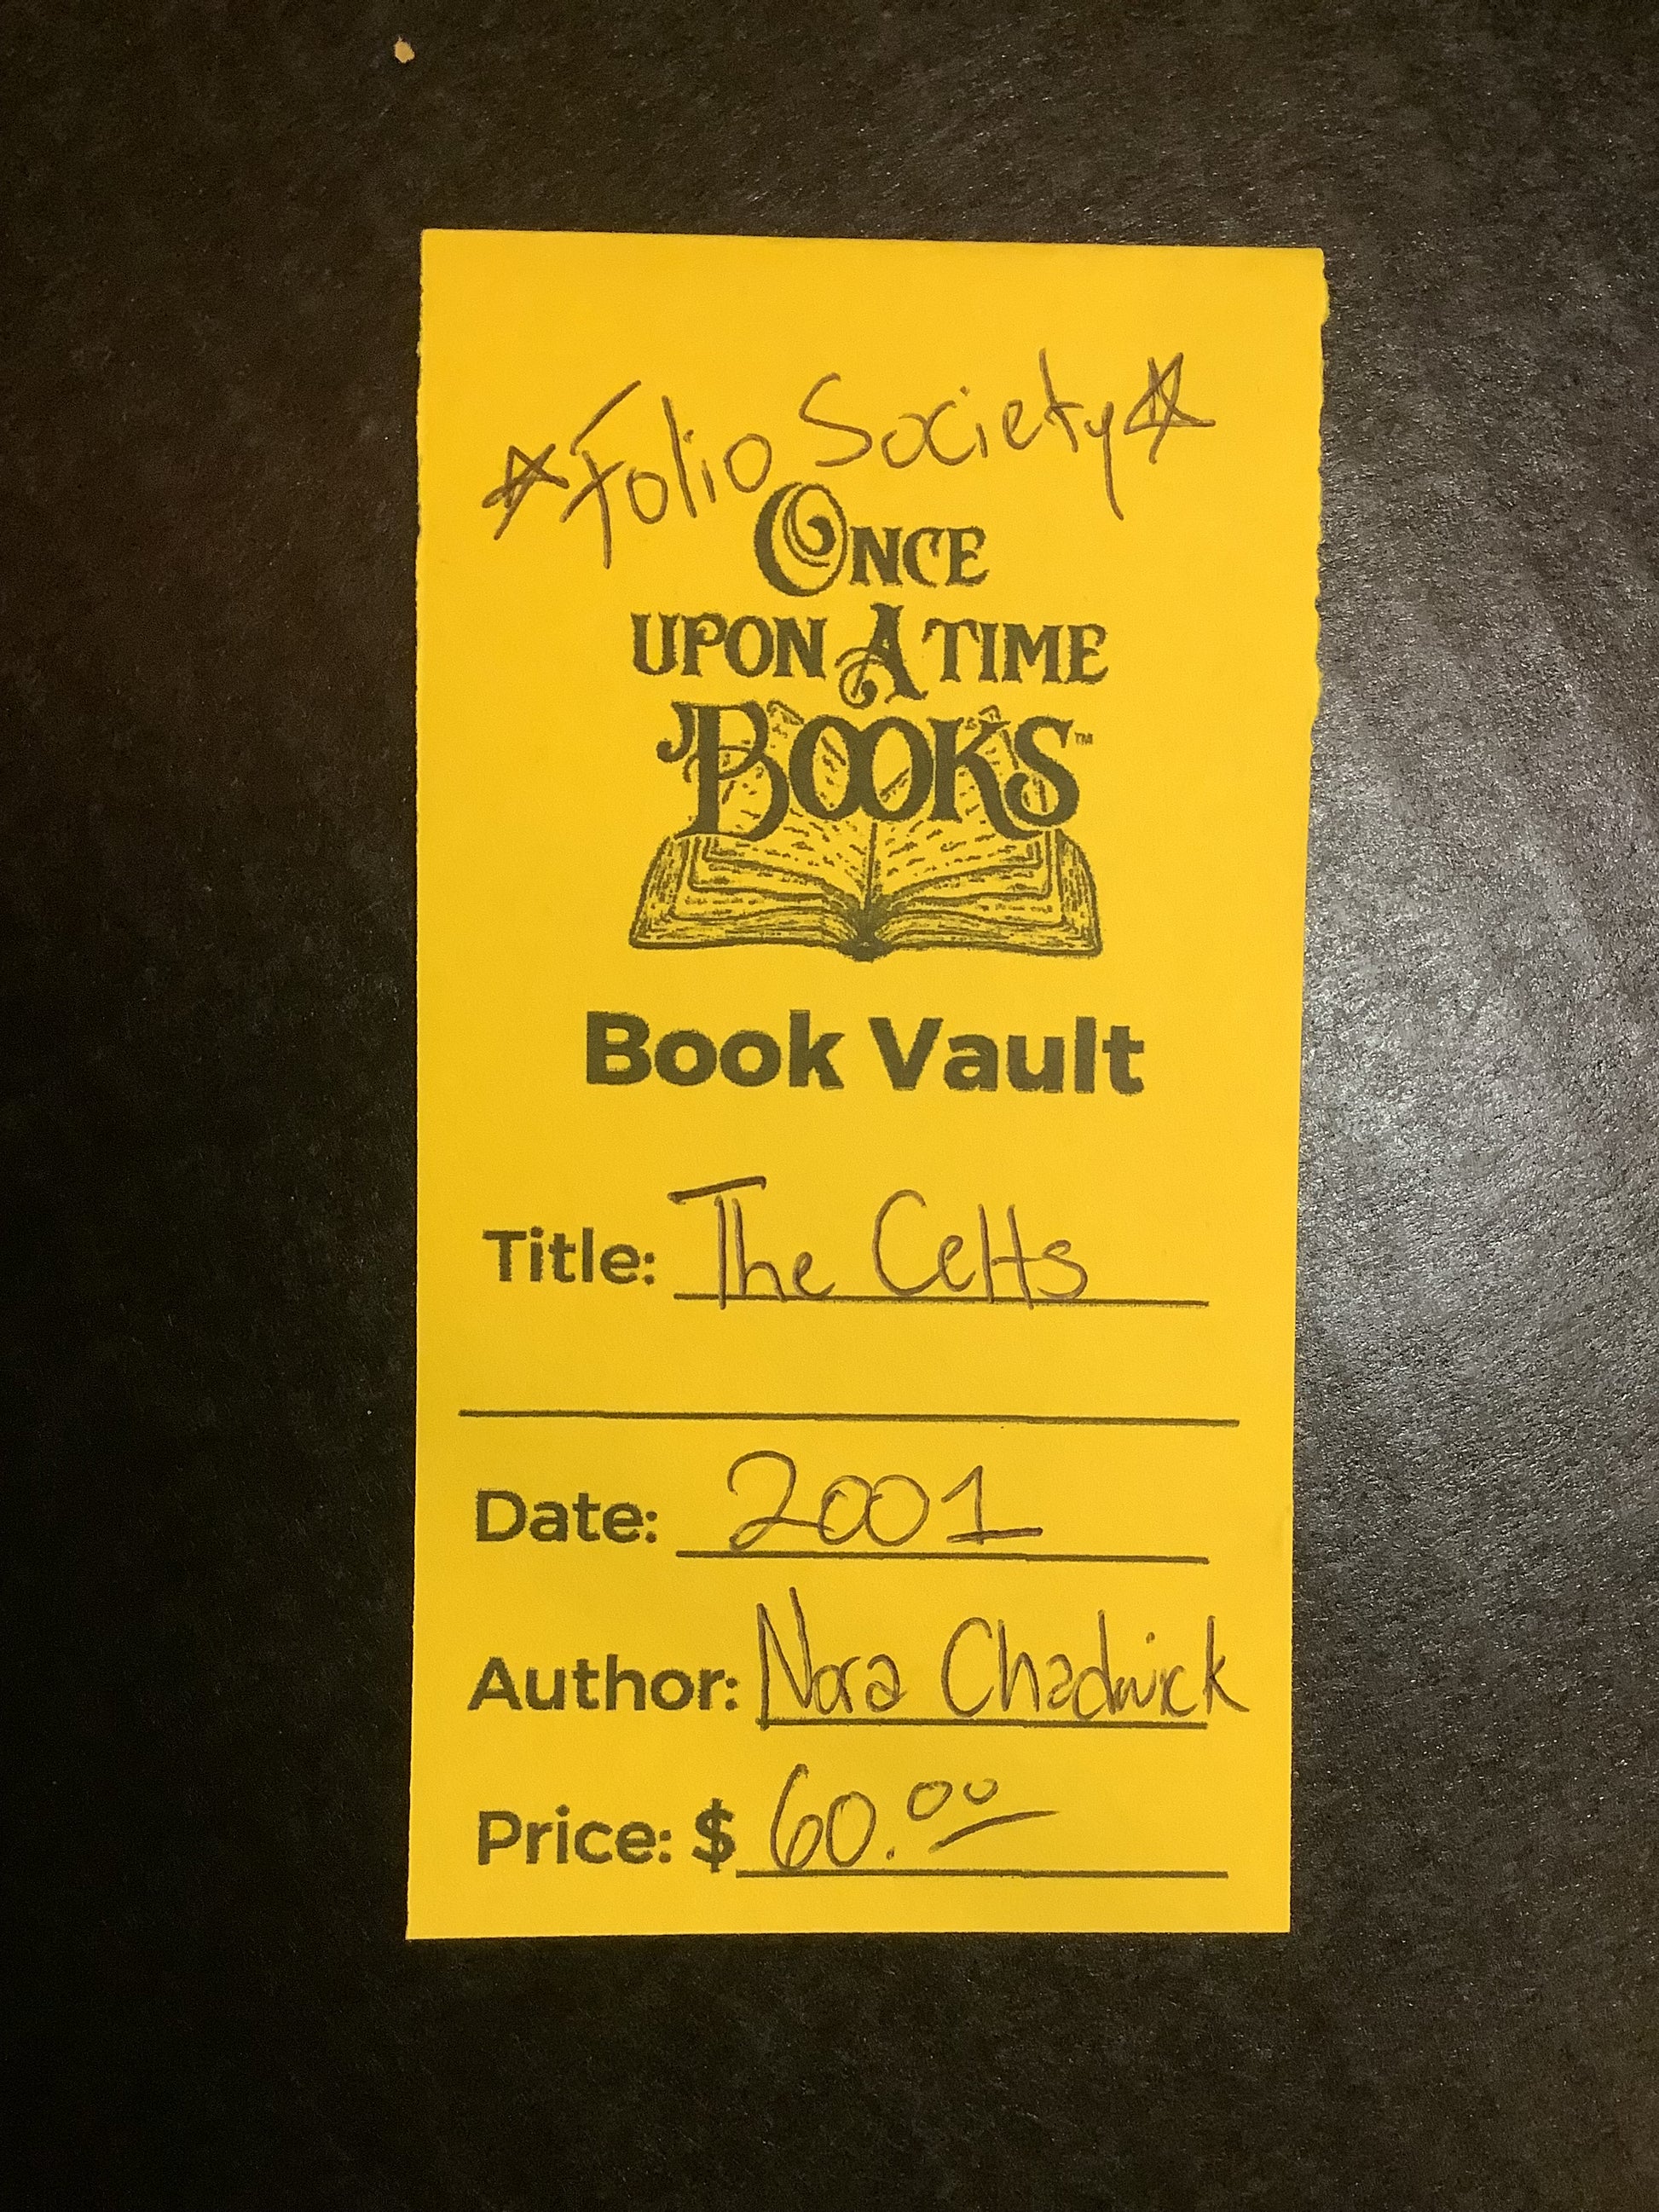 ☆Folio Society☆
ONCE
UPON A TIME
BOOKS™
Book Vault
Title: The Celts
Date: 2001
Author: Nora Chadwick
Price: $ 60.00